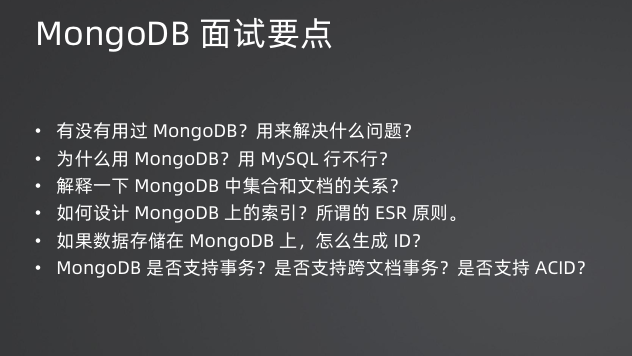 MongoDB 面试要点
• 有没有用过 MongoDB？用来解决什么问题？
• 为什么用 MongoDB？用 MySQL 行不行？
• 解释一下 MongoDB 中集合和文档的关系？
• 如何设计 MongoDB 上的索引？所谓的 ESR 原则。
• 如果数据存储在 MongoDB 上，怎么生成 ID？
• MongoDB 是否支持事务？是否支持跨文档事务？是否支持 ACID？